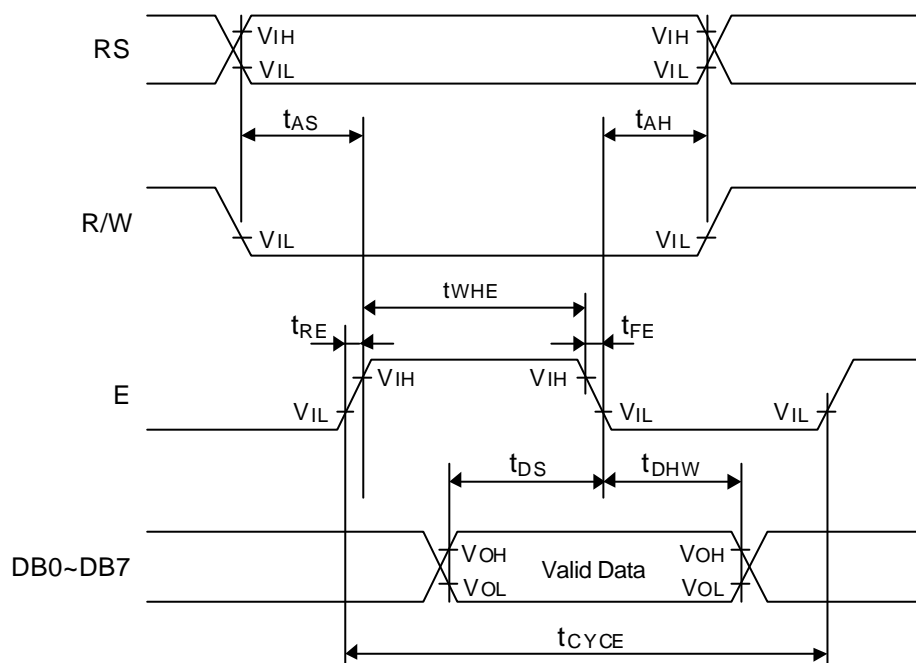 RS
VIH
VIH
VIL
VIL
tAS
tAH
R/W
VIL
VIL
tWHE
tRE
tFE
E
VIH
VIH
VIL
VIL
VIL
tDS
tDHW
DB0~DB7
VOH
VOH
Valid Data
VOL
VOL
tCYCE